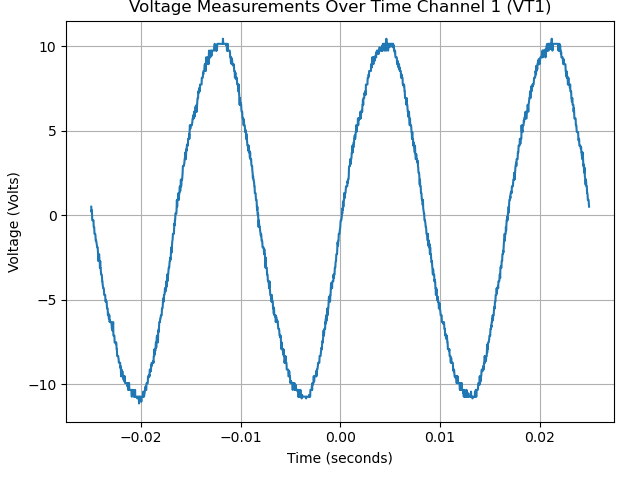 Voltage Measurements Over Time Channel 1 (VT1)
10
5
0
−5
−10
Voltage (Volts)
−0.02 −0.01 0.00 0.01 0.02
Time (seconds)